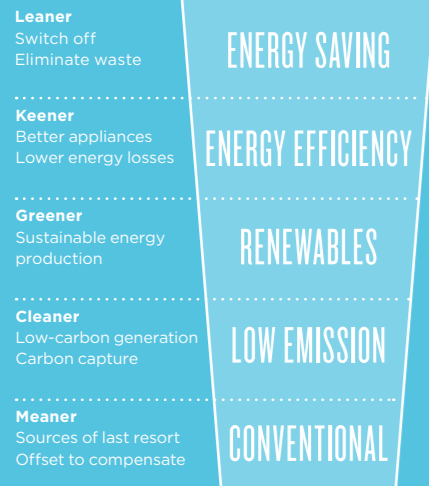 Leaner
Switch off
Eliminate waste
ENERGY SAVING
Keener
Better appliances
Lower energy losses
ENERGY EFFICIENCY
Greener
Sustainable energy
production
RENEWABLES
Cleaner
Low-carbon generation
Carbon capture
LOW EMISSION
Meaner
Sources of last resort
Offset to compensate
CONVENTIONAL